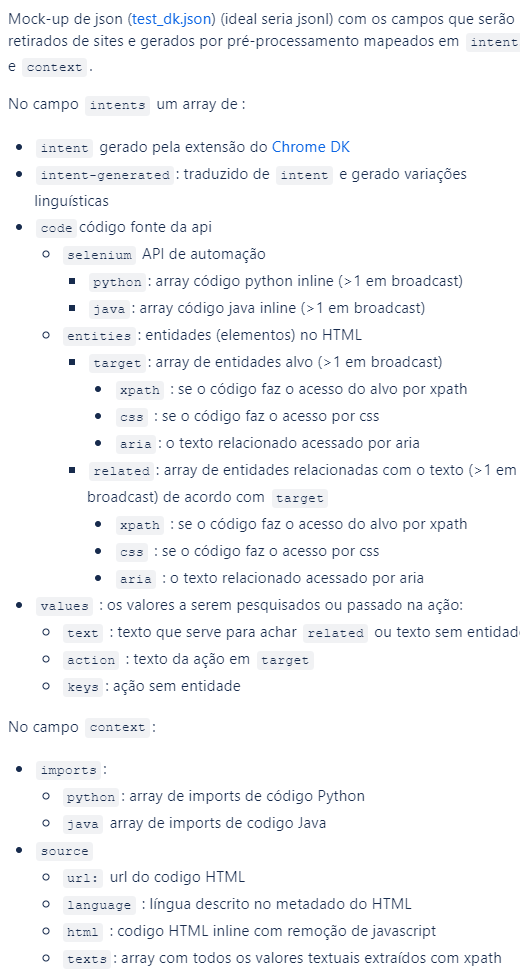 Mock-up de json (test_dk.json) (ideal seria jsonl) com os campos que serão
retirados de sites e gerados por pré-processamento mapeados em intent
e context .
No campo intents um array de :
intent gerado pela extensão do Chrome DK
intent-generated : traduzido de intent e gerado variações
linguísticas
code código fonte da api
selenium API de automação
python : array código python inline (>1 em broadcast)
java : array código java inline (>1 em broadcast)
entities : entidades (elementos) no HTML
target : array de entidades alvo (>1 em broadcast)
xpath : se o código faz o acesso do alvo por xpath
css : se o código faz o acesso por css
aria : o texto relacionado acessado por aria
related : array de entidades relacionadas com o texto (>1 em
broadcast) de acordo com target
xpath : se o código faz o acesso do alvo por xpath
css : se o código faz o acesso por css
aria : o texto relacionado acessado por aria
values : os valores a serem pesquisados ou passado na ação:
text : texto que serve para achar related ou texto sem entidad
action : texto da ação em target
keys : ação sem entidade
No campo context :
imports :
python : array de imports de código Python
java array de imports de codigo Java
source
url: url do codigo HTML
language : língua descrito no metadado do HTML
html : codigo HTML inline com remoção de javascript
texts : array com todos os valores textuais extraídos com xpath